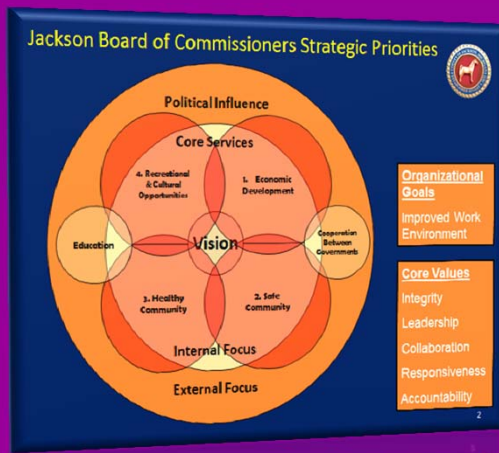 Jackson Board of Commissioners Strategic Priorities
Political Influence
Core Services
4. Recreational
& Cultural
Opportunities
1. Economic
Development
Education
Vision
Cooperation
Between
Governments
3. Healthy
Community
2. Safe
Community
Internal Focus
External Focus
Organizational
Goals
Improved Work
Environment
Core Values
Integrity
Leadership
Collaboration
Responsiveness
Accountability
2